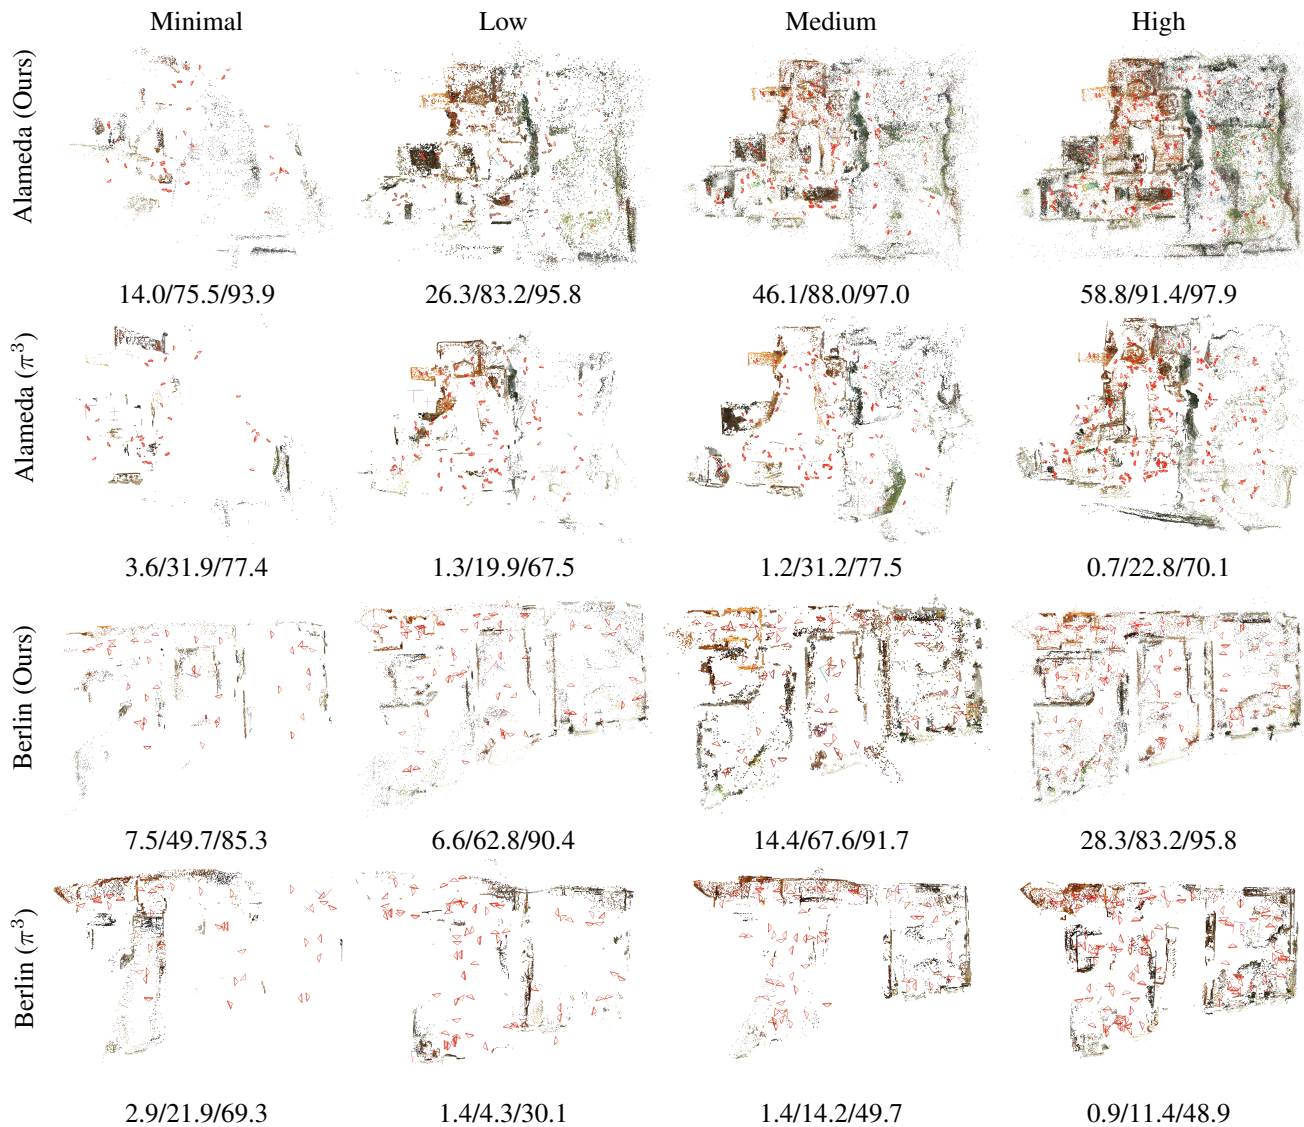 Minimal Low Medium High
Alameda (Ours)
14.0/75.5/93.9 26.3/83.2/95.8 46.1/88.0/97.0 58.8/91.4/97.9
Alameda (π³)
3.6/31.9/77.4 1.3/19.9/67.5 1.2/31.2/77.5 0.7/22.8/70.1
Berlin (Ours)
7.5/49.7/85.3 6.6/62.8/90.4 14.4/67.6/91.7 28.3/83.2/95.8
Berlin (π³)
2.9/21.9/69.3 1.4/4.3/30.1 1.4/14.2/49.7 0.9/11.4/48.9